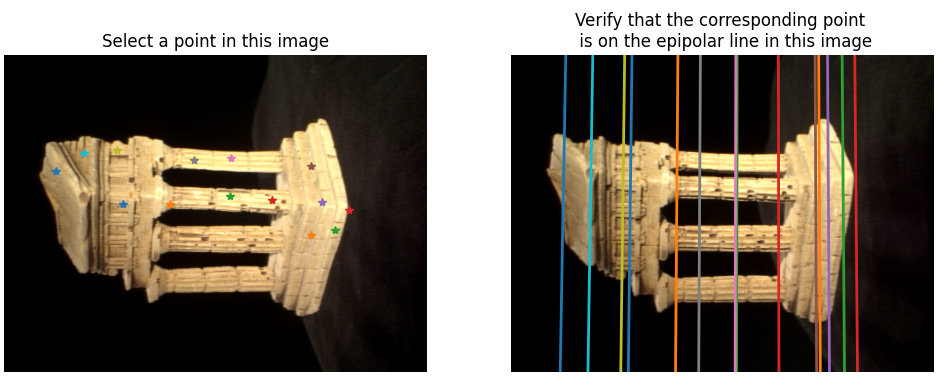 Select a point in this image
Verify that the corresponding point
is on the epipolar line in this image